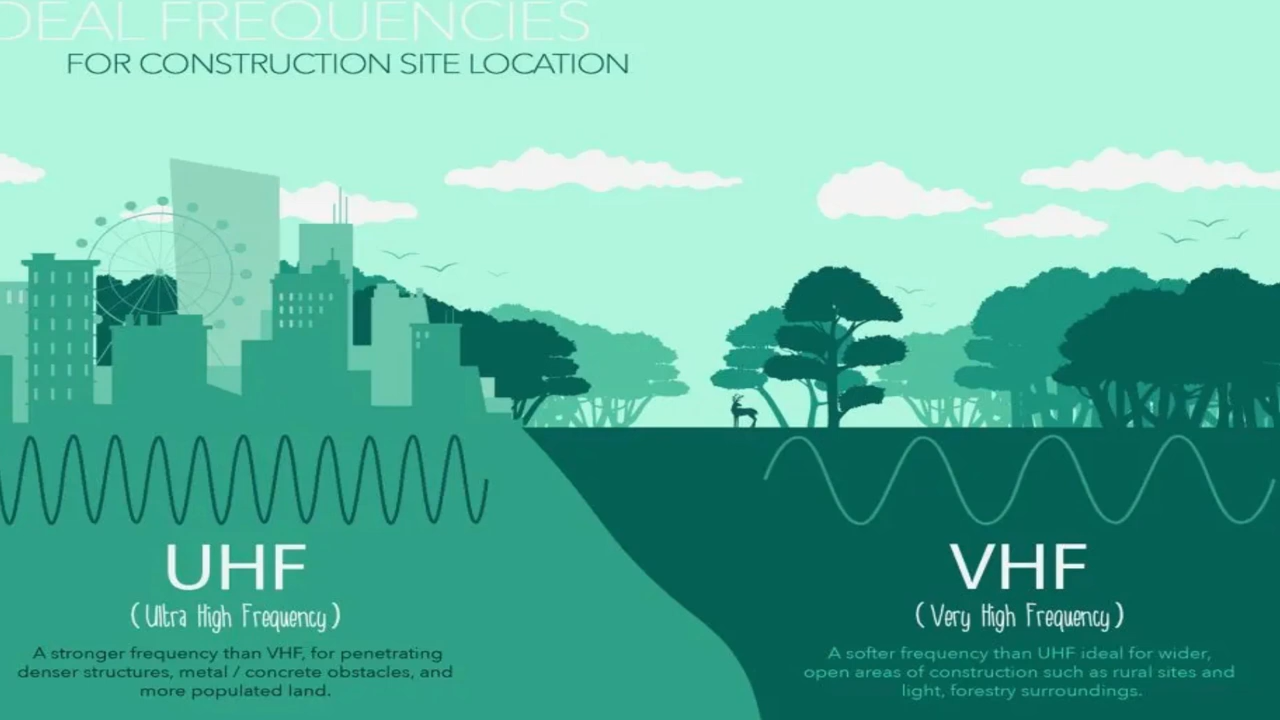 DEAL FREQUENCIES
FOR CONSTRUCTION SITE LOCATION
UHF
(Ultra High Frequency)
A stronger frequency than VHF, for penetrating
denser structures, metal / concrete obstacles, and
more populated land.
VHF
(Very High Frequency)
A softer frequency than UHF ideal for wider,
open areas of construction such as rural sites and
light, forestry surroundings.